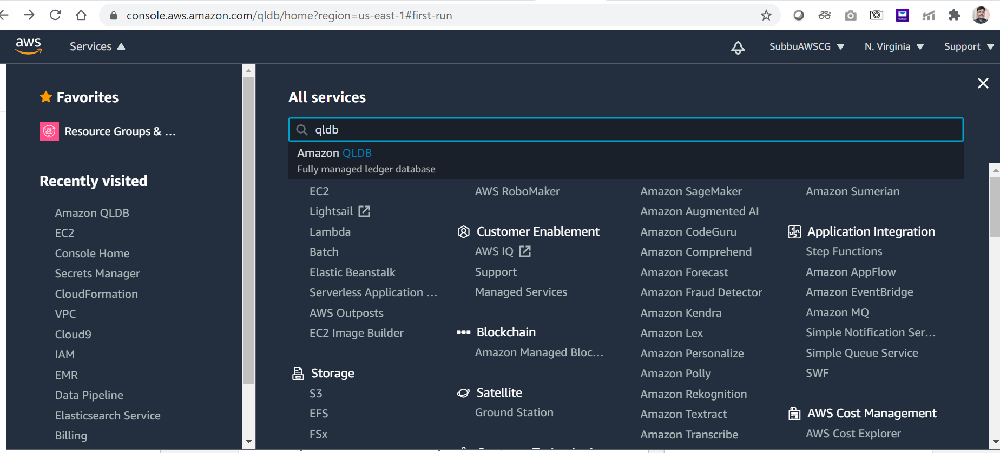 console.aws.amazon.com/qldb/home?region=us-east-1#first-run
aws
Services
SubbuAWSCG
N. Virginia
Support
Favorites
Resource Groups & ...
Recently visited
Amazon QLDB
EC2
Console Home
Secrets Manager
CloudFormation
VPC
Cloud9
IAM
EMR
Data Pipeline
Elasticsearch Service
Billing
All services
qldb
Amazon QLDB
Fully managed ledger database
EC2
Lightsail
Lambda
Batch
Elastic Beanstalk
Serverless Application ...
AWS Outposts
EC2 Image Builder
Storage
S3
EFS
FSx
AWS RoboMaker
Customer Enablement
AWS IQ
Support
Managed Services
Blockchain
Amazon Managed Bloc...
Satellite
Ground Station
Amazon SageMaker
Amazon Augmented AI
Amazon CodeGuru
Amazon Comprehend
Amazon Forecast
Amazon Fraud Detector
Amazon Kendra
Amazon Lex
Amazon Personalize
Amazon Polly
Amazon Rekognition
Amazon Textract
Amazon Transcribe
Amazon Sumerian
Application Integration
Step Functions
Amazon AppFlow
Amazon EventBridge
Amazon MQ
Simple Notification Ser...
Simple Queue Service
SWF
AWS Cost Management
AWS Cost Explorer